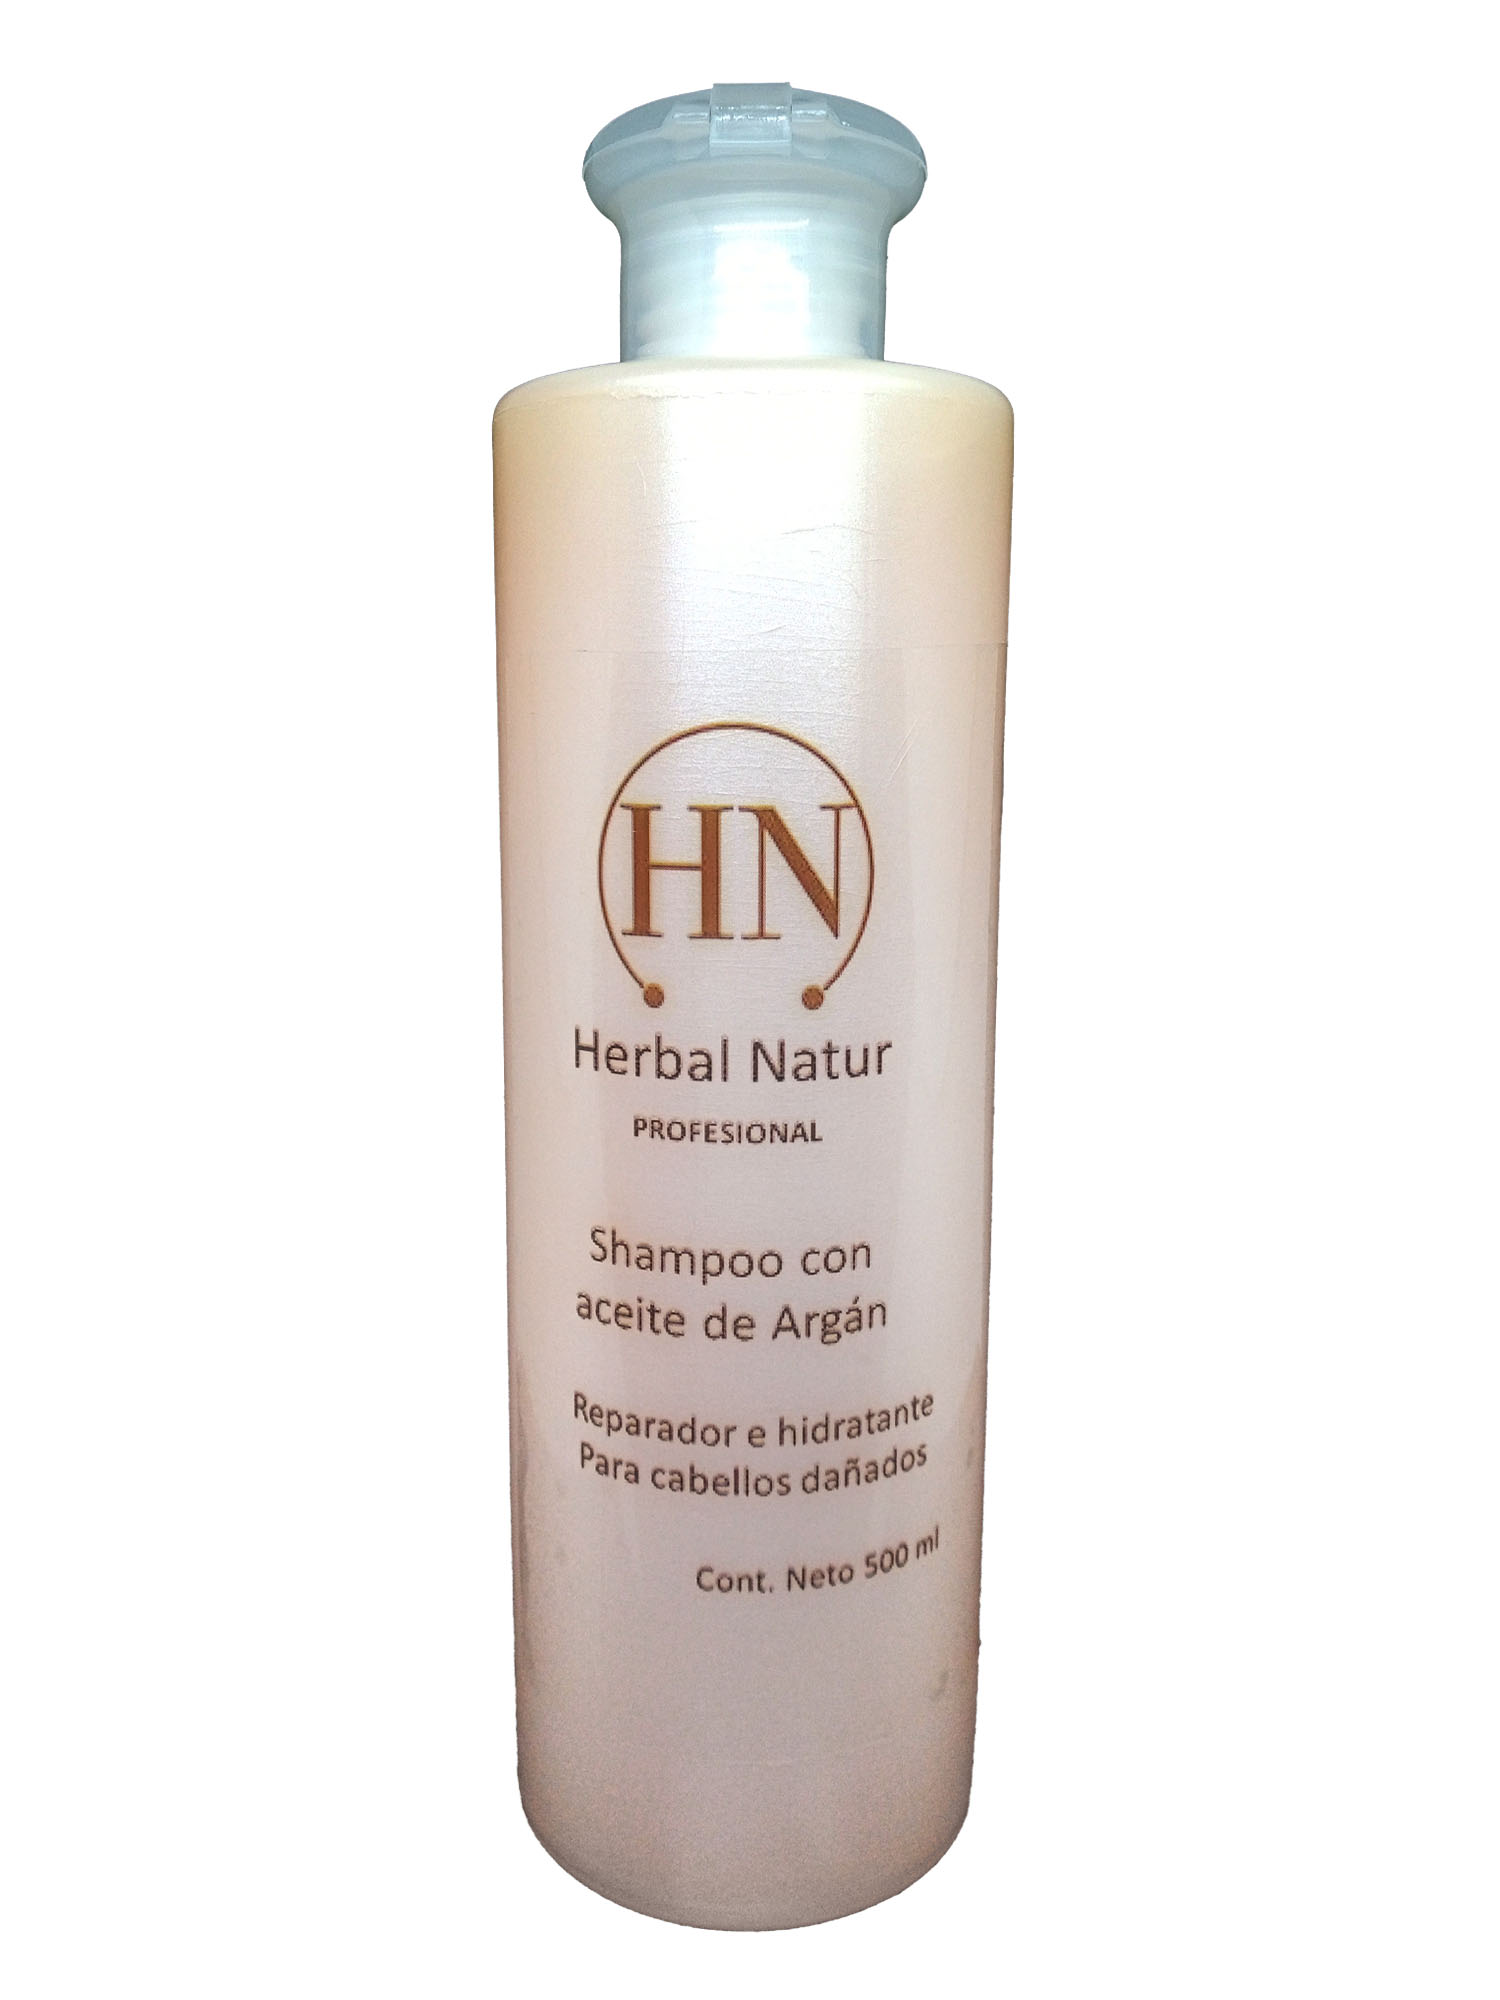 HN
Herbal Natur
PROFESIONAL
Shampoo con
aceite de Argán
Reparador e hidratante
Para cabellos dañados
Cont. Neto 500 ml